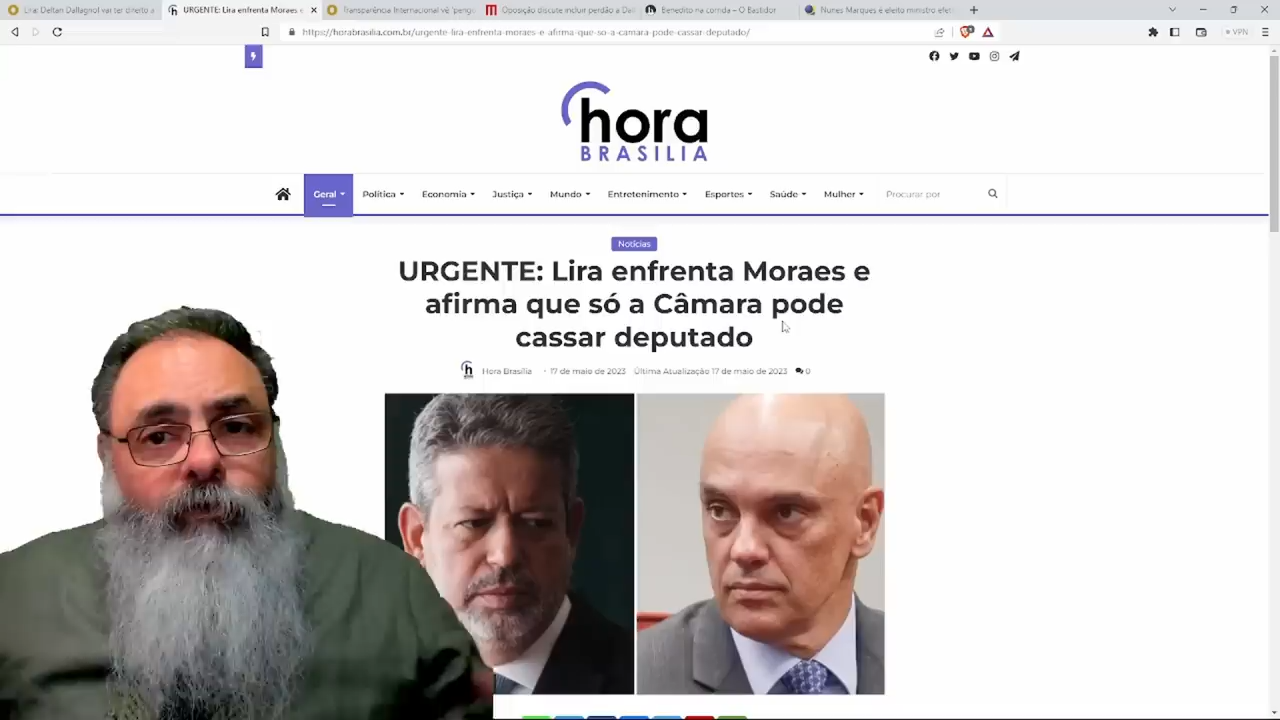 Lira: Deltan Dallagnol vai ter direito a
URGENTE: Lira enfrenta Moraes e
Transparência Internacional vê 'perig
Oposição discute incluir perdão a Dal
Benedito na corrida – O Bastidor
Nunes Marques é eleito ministro efet
https://horabrasilia.com.br/urgente-lira-enfrenta-moraes-e-afirma-que-so-a-camara-pode-cassar-deputado/
VPN
hora
BRASILIA
Geral
Política
Economia
Justiça
Mundo
Entretenimento
Esportes
Saúde
Mulher
Procurar por
Notícias
URGENTE: Lira enfrenta Moraes e
afirma que só a Câmara pode
cassar deputado
Hora Brasília · 17 de maio de 2023 Última Atualização 17 de maio de 2023 0